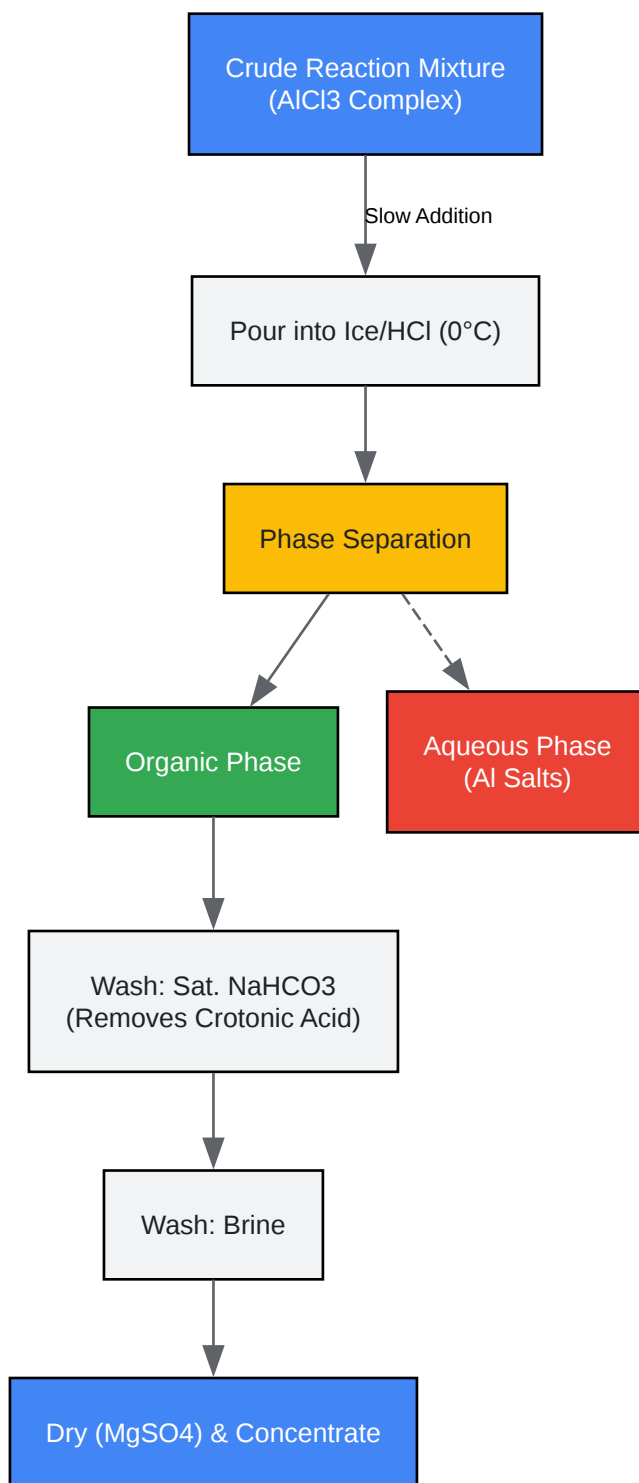 Crude Reaction Mixture
(AlCl3 Complex)
Slow Addition
Pour into Ice/HCl (0°C)
Phase Separation
Organic Phase
Aqueous Phase
(Al Salts)
Wash: Sat. NaHCO3
(Removes Crotonic Acid)
Wash: Brine
Dry (MgSO4) & Concentrate